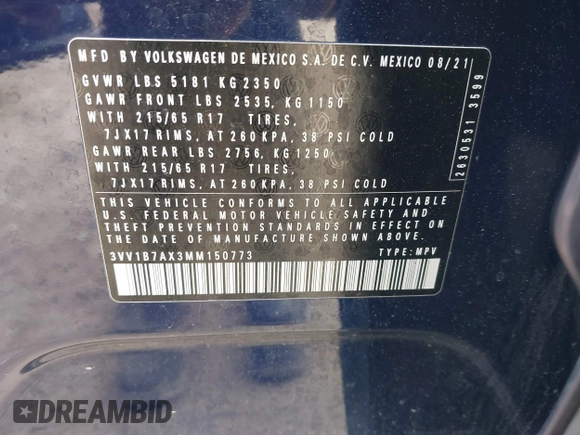 MFD BY VOLKSWAGEN DE MEXICO S.A. DE C.V. MEXICO 08/21
GVWR LBS 5181 KG 2350
GAWR FRONT LBS 2535, KG 1150
WITH 215/65 R17 TIRES,
7JX17 RIMS, AT 260 KPA, 38 PSI COLD
GAWR REAR LBS 2756, KG 1250
WITH 215/65 R17 TIRES,
7JX17 RIMS, AT 260 KPA, 38 PSI COLD
THIS VEHICLE CONFORMS TO ALL APPLICABLE
U.S. FEDERAL MOTOR VEHICLE SAFETY AND
THEFT PREVENTION STANDARDS IN EFFECT ON
THE DATE OF MANUFACTURE SHOWN ABOVE.
3VV1B7AX3MM150773 TYPE: MPV
2630531 3599
DREAMBID